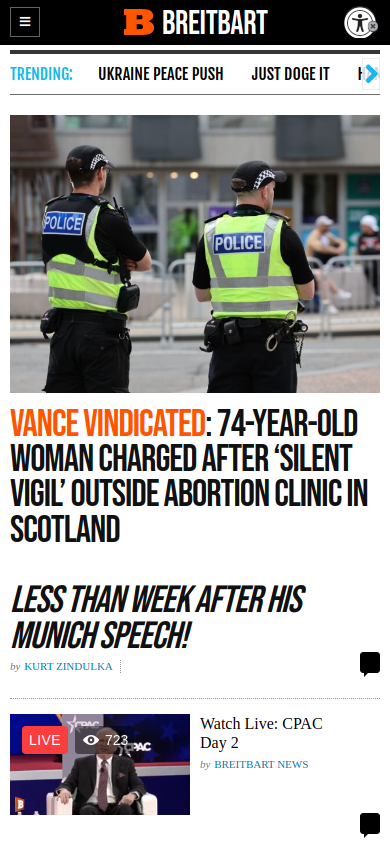 BREITBART
TRENDING: UKRAINE PEACE PUSH JUST DOGE IT
POLICE
POLICE
VANCE VINDICATED: 74-YEAR-OLD
WOMAN CHARGED AFTER ‘SILENT
VIGIL’ OUTSIDE ABORTION CLINIC IN
SCOTLAND
LESS THAN WEEK AFTER HIS
MUNICH SPEECH!
by KURT ZINDULKA
CPAC
LIVE 723
CPAC
Watch Live: CPAC
Day 2
by BREITBART NEWS